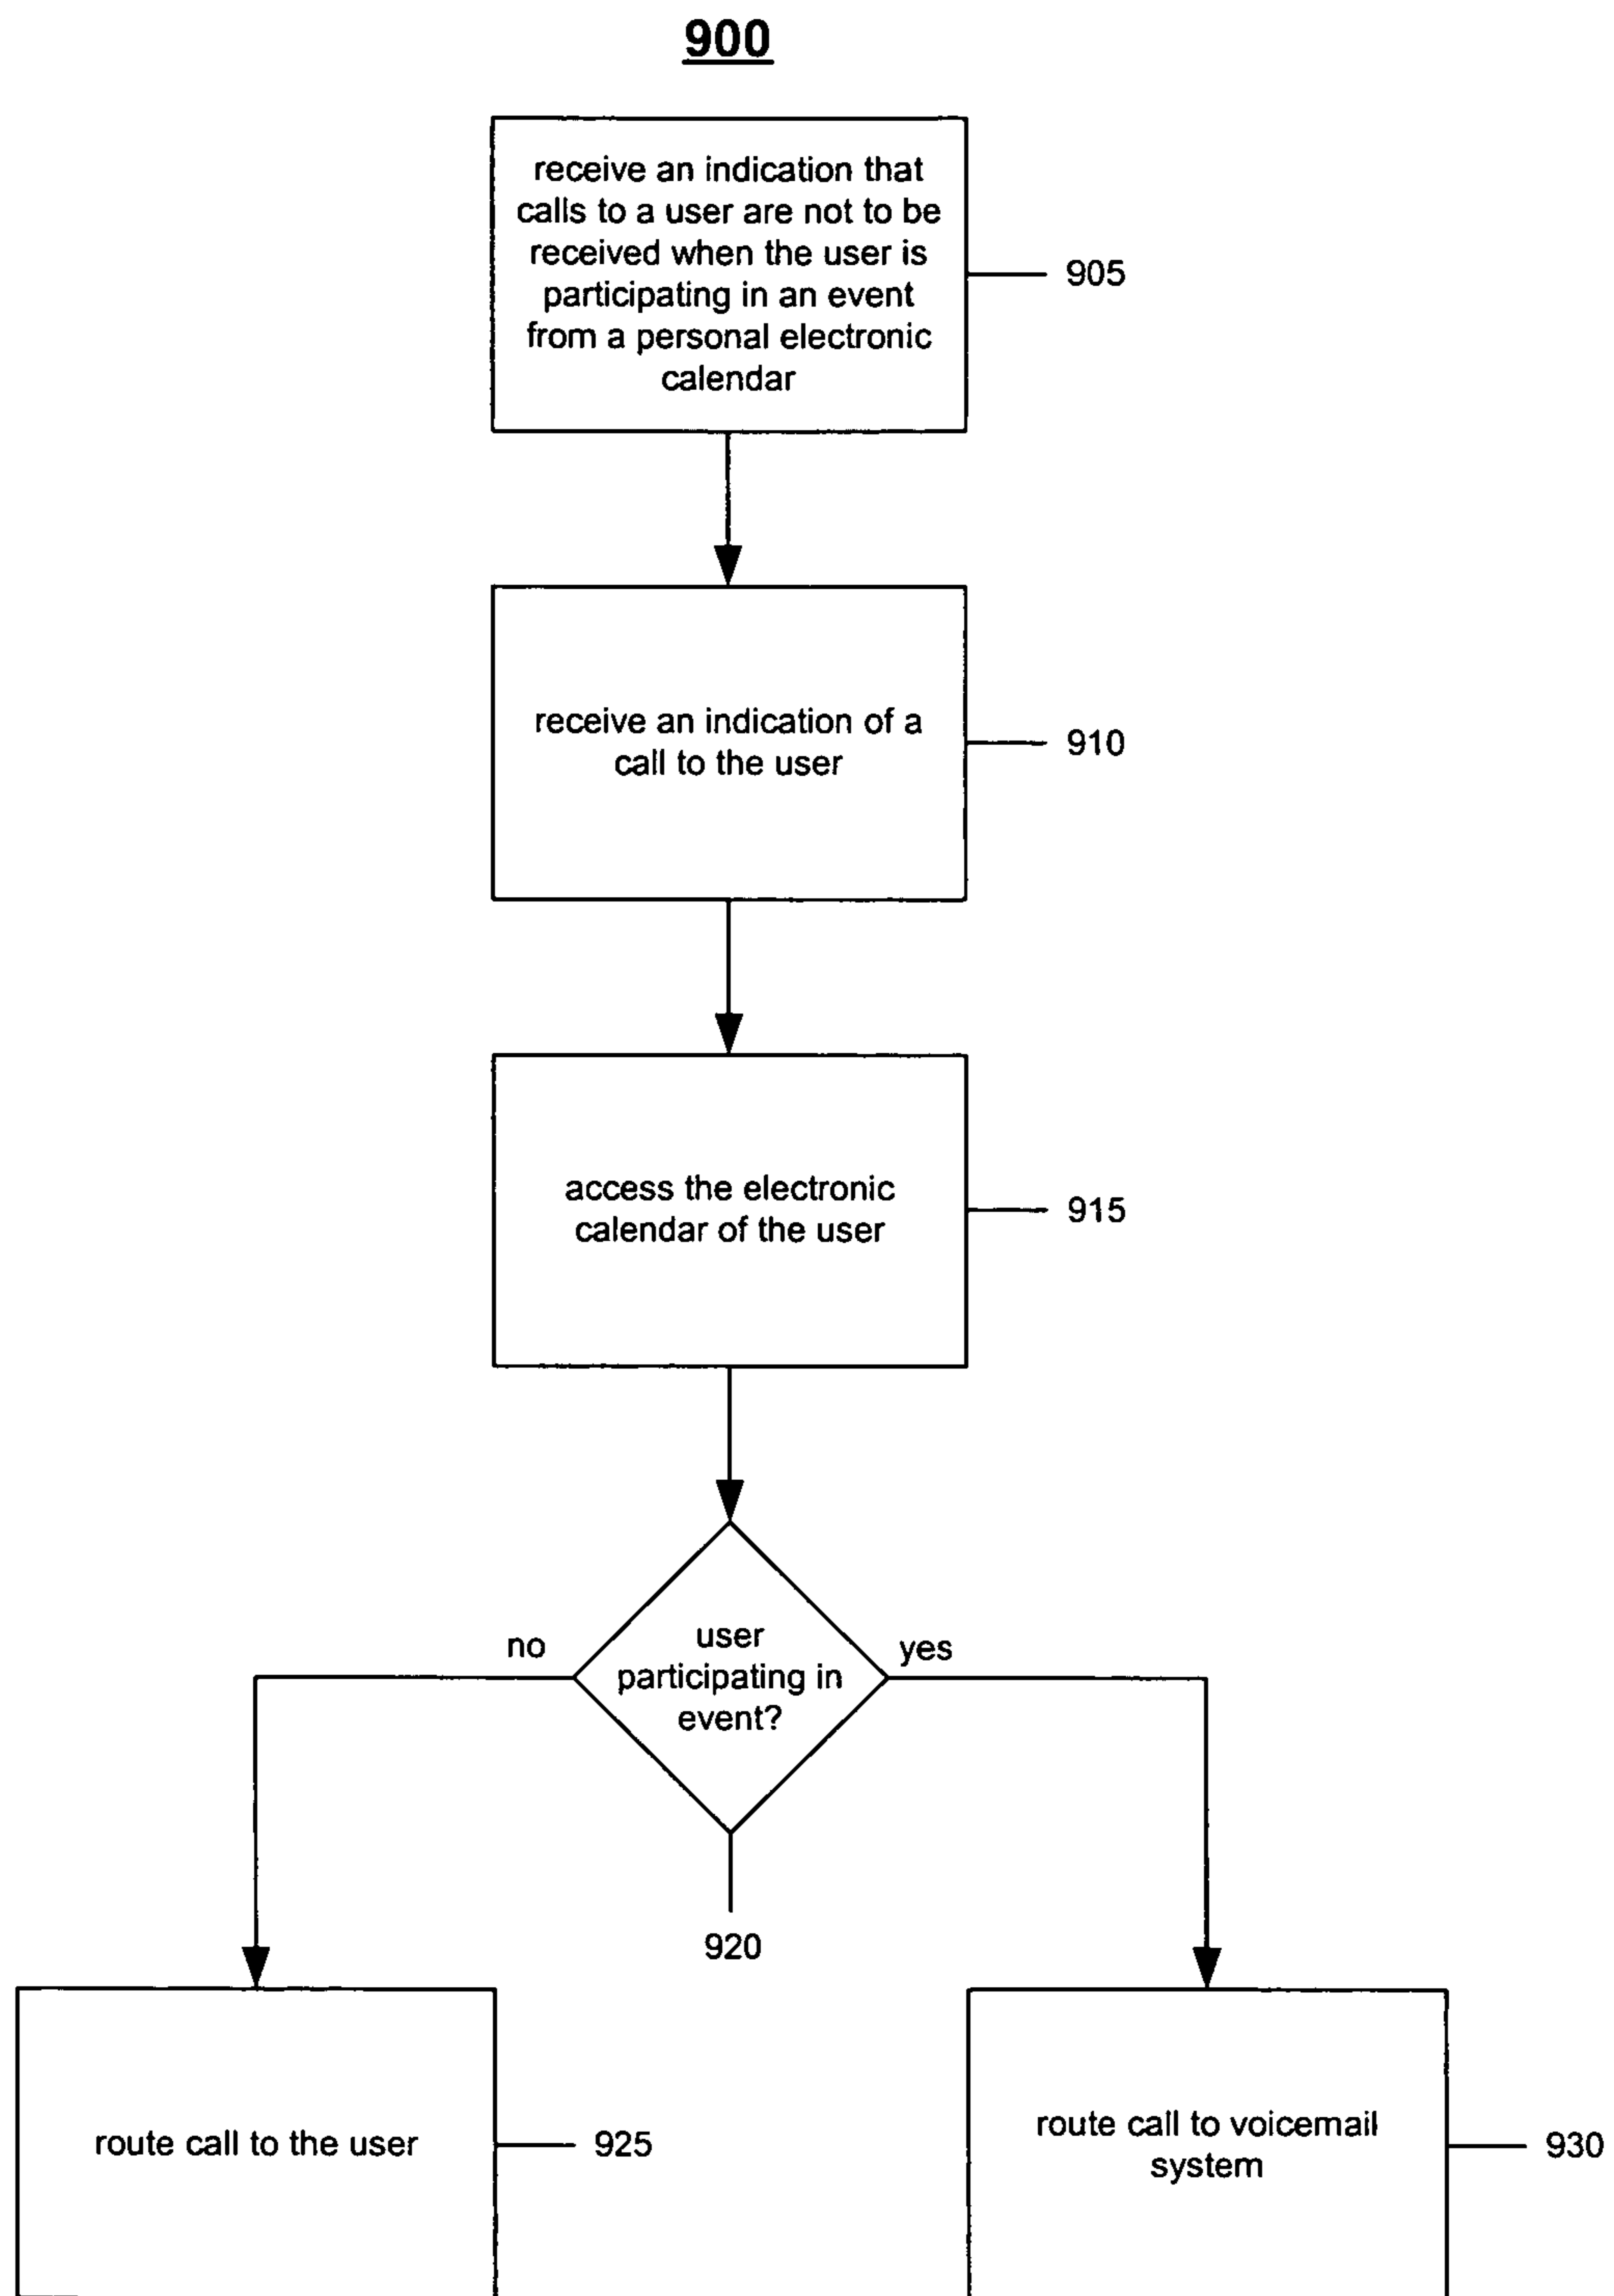 900
receive an indication that
calls to a user are not to be
received when the user is
participating in an event
from a personal electronic
calendar
905
receive an indication of a
call to the user
910
access the electronic
calendar of the user
915
no
user
participating in
event?
yes
920
route call to the user
925
route call to voicemail
system
930